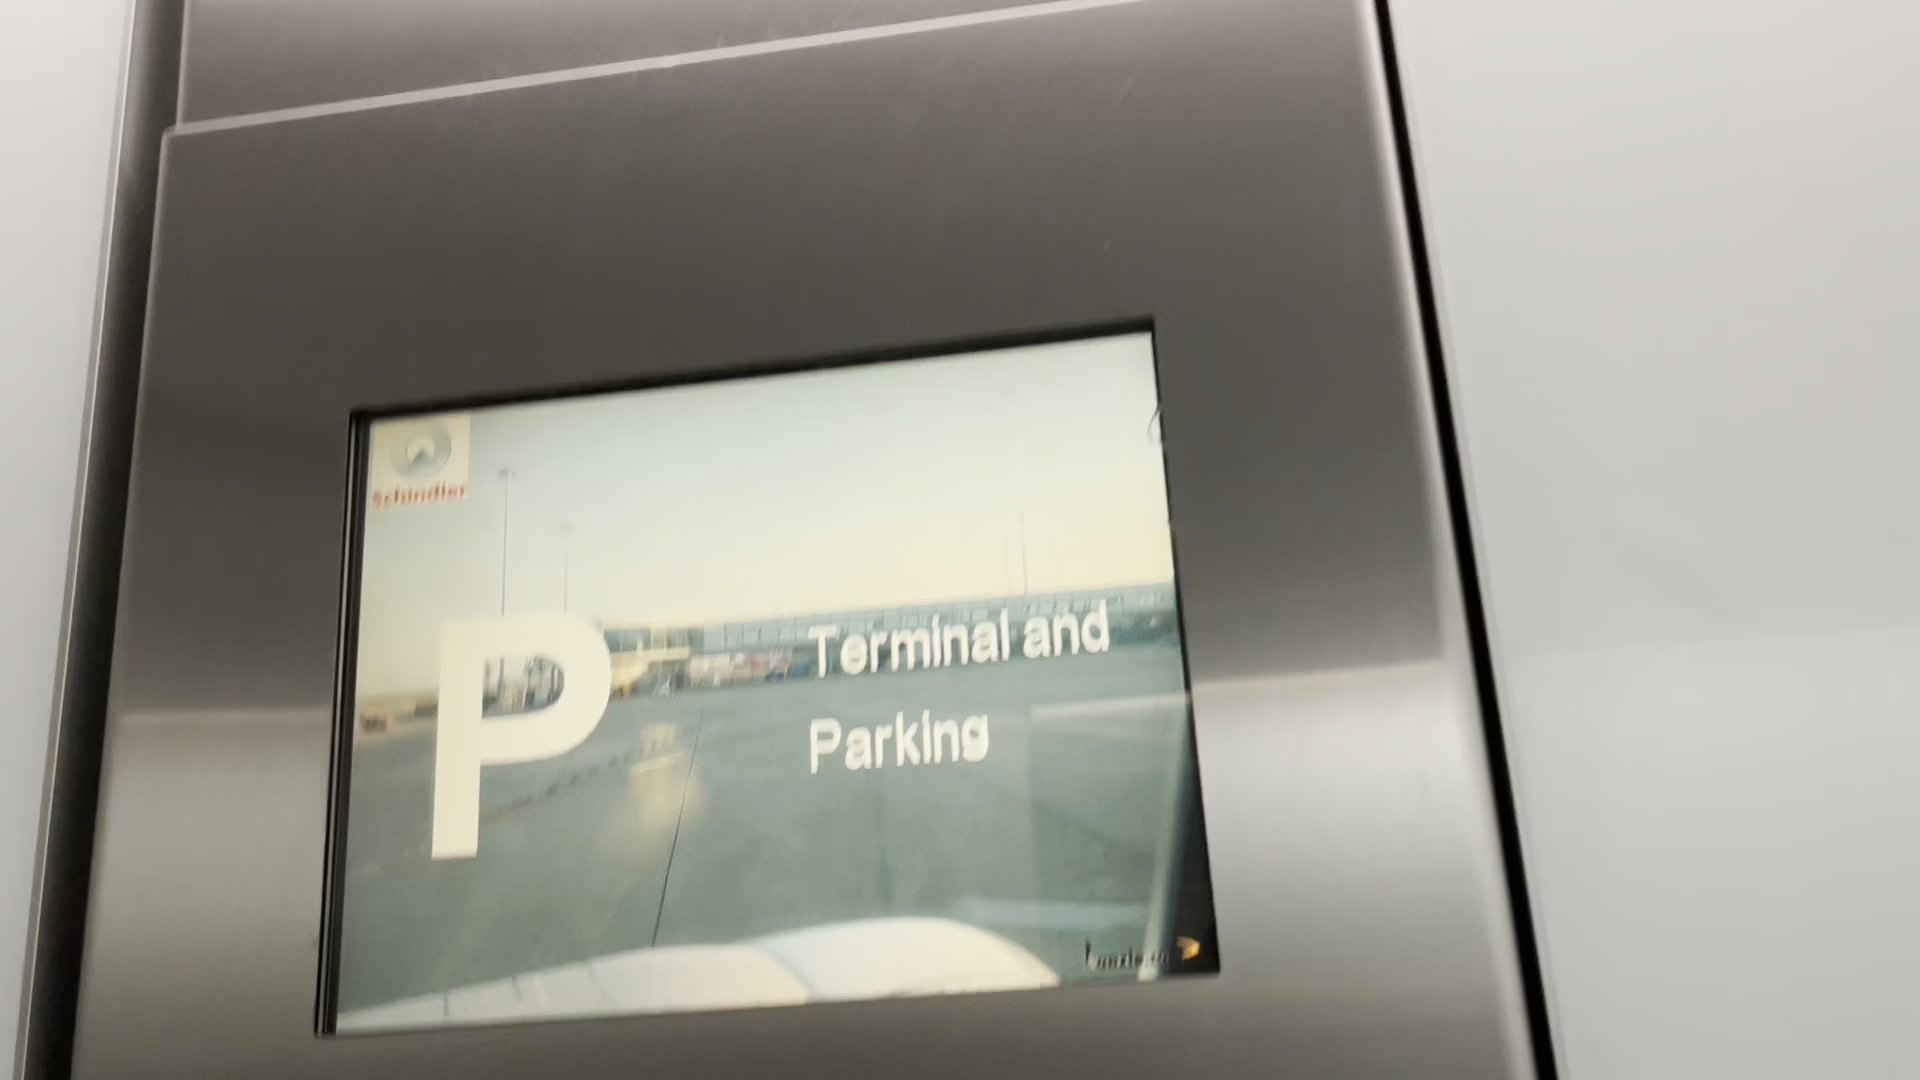 Schindler
P
Terminal and
Parking